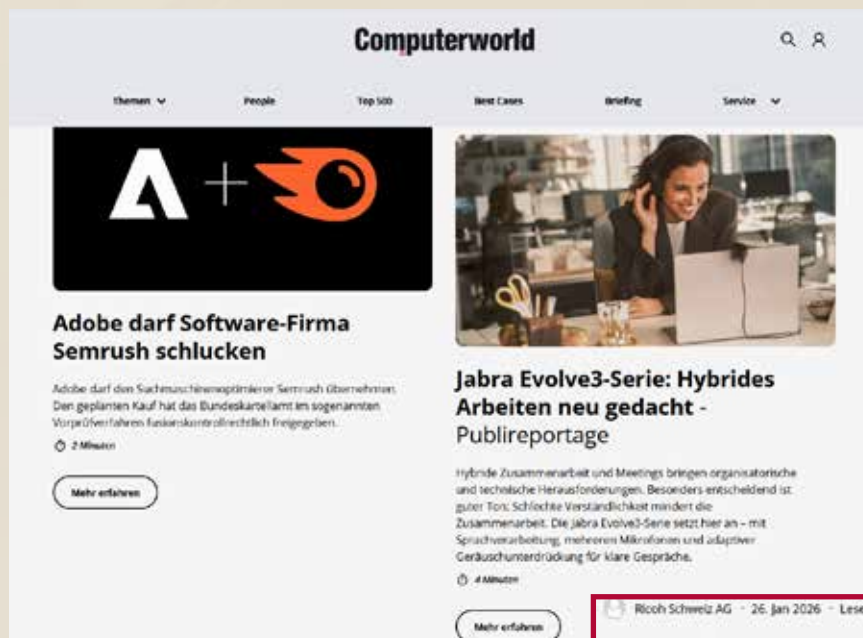 Computerworld
Themen
People
Top 500
Best Cases
Briefing
Service
Adobe darf Software-Firma
Semrush schlucken
Adobe darf den Suchmaschinenoptimierer Semrush übernehmen.
Den geplanten Kauf hat das Bundeskartellamt im sogenannten
Vorprüfverfahren fusionskontrollrechtlich freigegeben.
2 Minuten
Mehr erfahren
Jabra Evolve3-Serie: Hybrides
Arbeiten neu gedacht -
Publireportage
Hybride Zusammenarbeit und Meetings bringen organisatorische
und technische Herausforderungen. Besonders entscheidend ist
guter Ton: Schlechte Verständlichkeit mindert die
Zusammenarbeit. Die Jabra Evolve3-Serie setzt hier an – mit
Sprachverarbeitung, mehreren Mikrofonen und adaptiver
Geräuschunterdrückung für klare Gespräche.
4 Minuten
Mehr erfahren
Ricoh Schweiz AG - 26. Jan 2026 - Lese